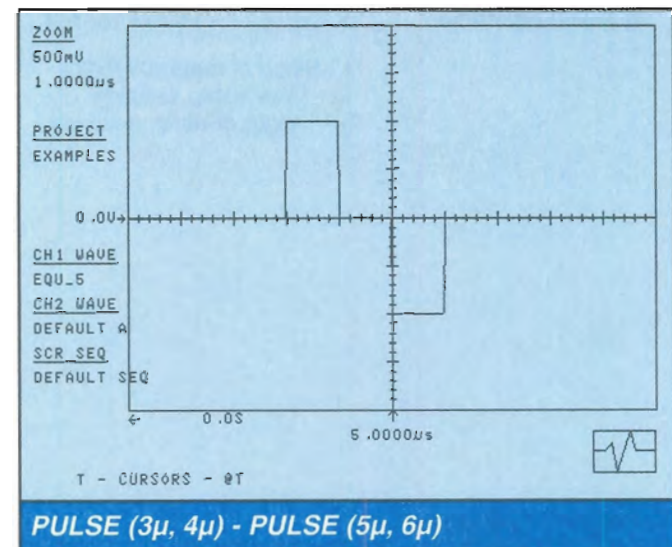 ZOOM
500mV
1.0000µs
PROJECT
EXAMPLES
0.0V
CH1 WAVE
EQU_5
CH2 WAVE
DEFAULT A
SCR_SEQ
DEFAULT SEQ
0.0S
5.0000µs
T - CURSORS - @T
PULSE (3µ, 4µ) - PULSE (5µ, 6µ)